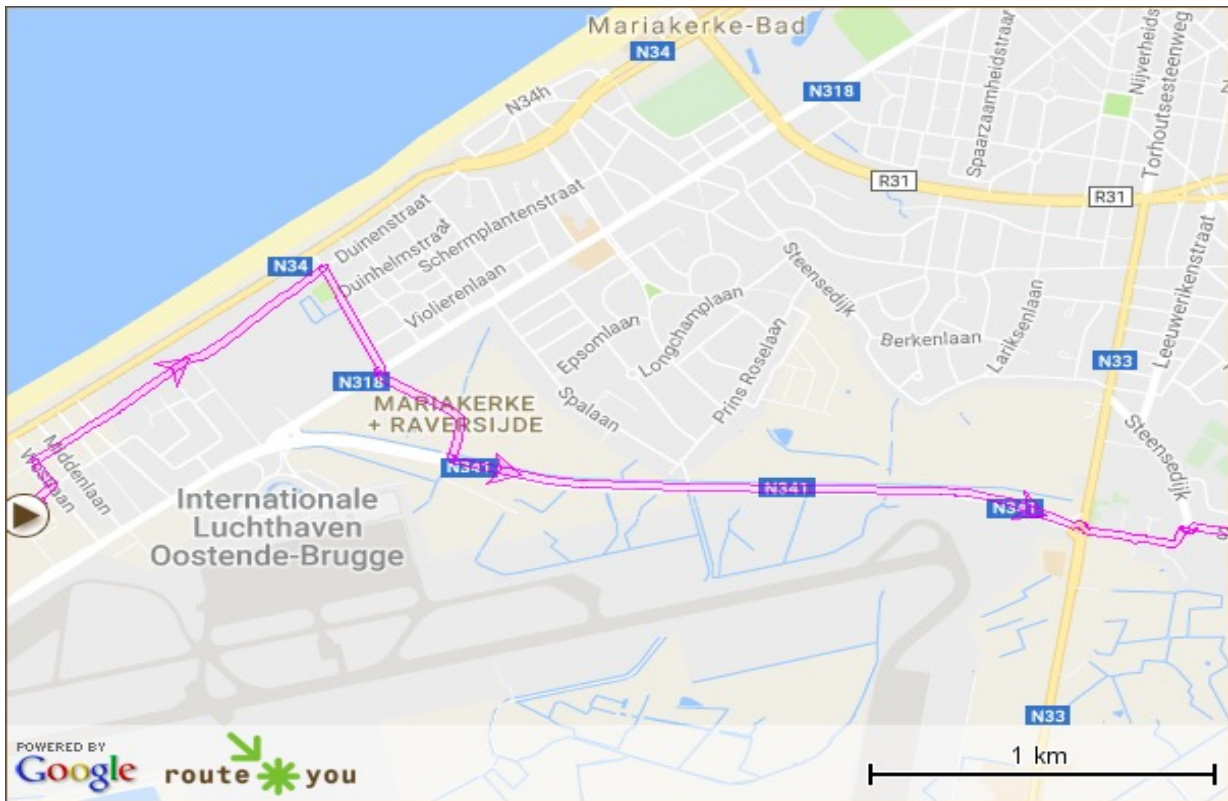 Mariakerke-Bad
N34
N34h
N318
Spaarzaamheidstraat
Nijverheids
Torhoutsesteenweg
R31
R31
Duinenstraat
Duinhelmstraat
Schermplantenstraat
Violierenlaan
N34
Steensedijk
Leeuwerikenstraat
Longchamplaan
Epsomlaan
Prins Roselaan
Berkenlaan
Lariksenlaan
N33
N318
MARIAKERKE
+ RAVERSIJDE
Spalaan
Steensedijk
Middenlaan
N341
N341
N341
Internationale
Luchthaven
Oostende-Brugge
N33
POWERED BY
Google
route you
1 km